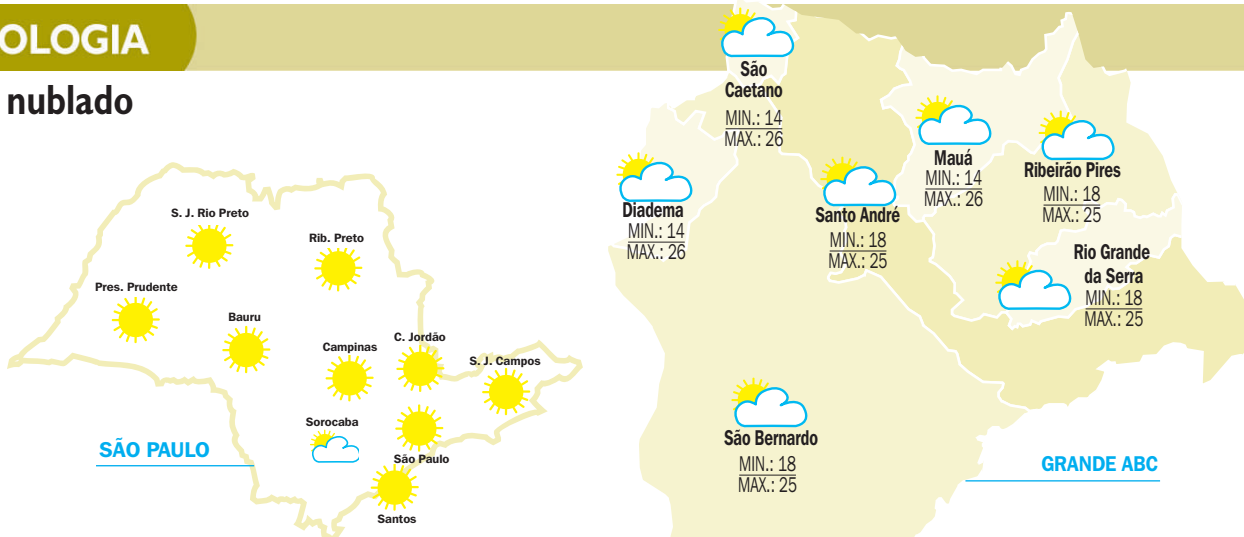 OLOGIA
nublado
S. J. Rio Preto
Rib. Preto
Pres. Prudente
Bauru
Campinas
C. Jordão
S. J. Campos
Sorocaba
São Paulo
Santos
SÃO PAULO
São
Caetano
MIN.: 14
MAX.: 26
Diadema
MIN.: 14
MAX.: 26
Santo André
MIN.: 18
MAX.: 25
Mauá
MIN.: 14
MAX.: 26
Ribeirão Pires
MIN.: 18
MAX.: 25
Rio Grande
da Serra
MIN.: 18
MAX.: 25
São Bernardo
MIN.: 18
MAX.: 25
GRANDE ABC